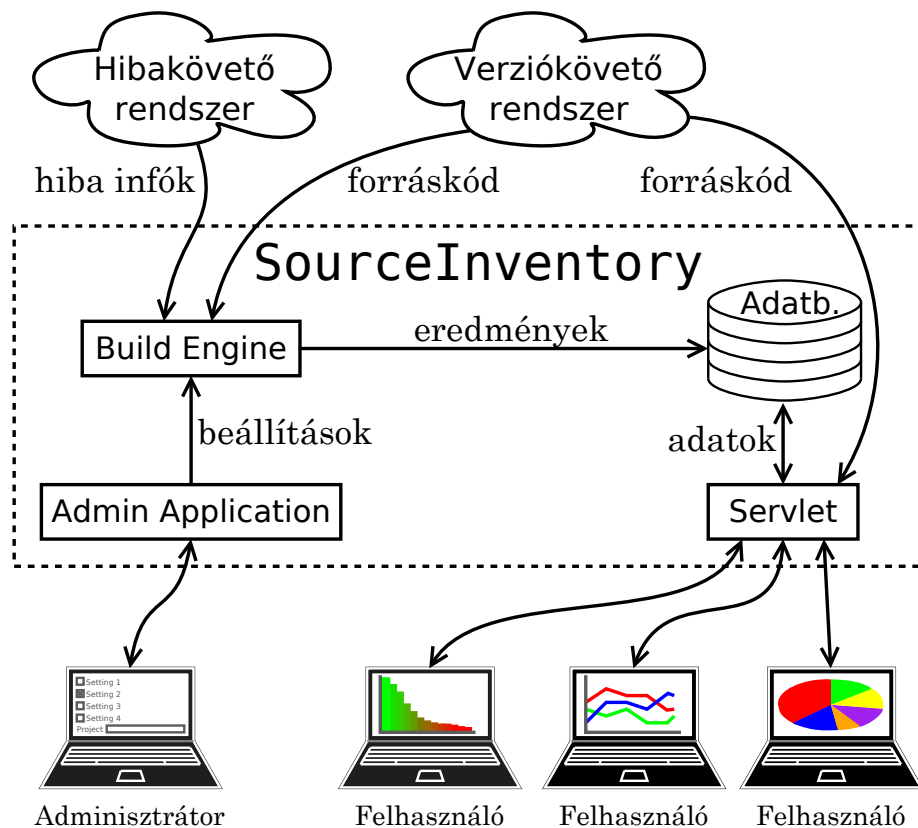 Hibakövető
rendszer
Verziókövető
rendszer
hiba infók
forráskód
forráskód
SourceInventory
Adatb.
Build Engine
eredmények
beállítások
adatok
Admin Application
Servlet
Setting 1
Setting 2
Setting 3
Setting 4
Project
Adminisztrátor
Felhasználó
Felhasználó
Felhasználó